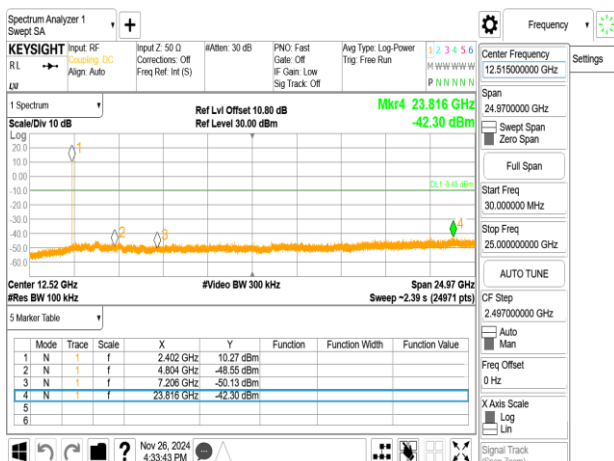 Spectrum Analyzer 1
Swept SA
+
Frequency
KEYSIGHT Input: RF Input Z: 50 Ω #Atten: 30 dB PNO: Fast Avg Type: Log-Power 1 2 3 4 5 6
RL Coupling: DC Corrections: Off Gate: Off Trig: Free Run M W W W W W
Align: Auto Freq Ref: Int (S) IF Gain: Low
Sig Track: Off P N N N N N
LXI
1 Spectrum
Scale/Div 10 dB
Ref Lvl Offset 10.80 dB
Ref Level 30.00 dBm
Mkr4 23.816 GHz
-42.30 dBm
Log
20.0
10.0
0.00
-10.0
-20.0
-30.0
-40.0
-50.0
-60.0
1
2
3
4
DL1 -9.43 dBm
Center 12.52 GHz #Video BW 300 kHz Span 24.97 GHz
#Res BW 100 kHz Sweep ~2.39 s (24971 pts)
5 Marker Table
Mode Trace Scale X Y Function Function Width Function Value
1 N 1 f 2.402 GHz 10.27 dBm
2 N 1 f 4.804 GHz -48.55 dBm
3 N 1 f 7.206 GHz -50.13 dBm
4 N 1 f 23.816 GHz -42.30 dBm
5
6
?
Nov 26, 2024
4:33:43 PM
Center Frequency
12.515000000 GHz
Settings
Span
24.9700000 GHz
Swept Span
Zero Span
Full Span
Start Freq
30.000000 MHz
Stop Freq
25.000000000 GHz
AUTO TUNE
CF Step
2.497000000 GHz
Auto
Man
Freq Offset
0 Hz
X Axis Scale
Log
Lin
Signal Track